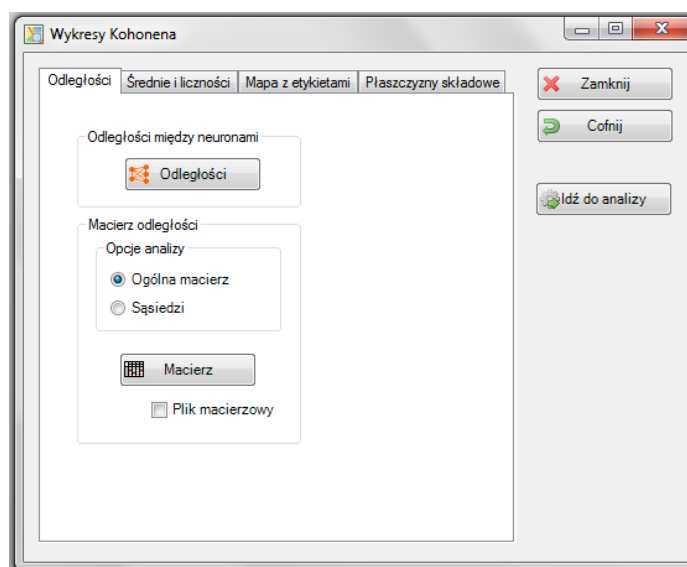 Wykresy Kohonena
Odległości
Średnie i liczności
Mapa z etykietami
Płaszczyzny składowe
Odległości między neuronami
Odległości
Macierz odległości
Opcje analizy
Ogólna macierz
Sąsiedzi
Macierz
Plik macierzowy
Zamknij
Cofnij
Idź do analizy